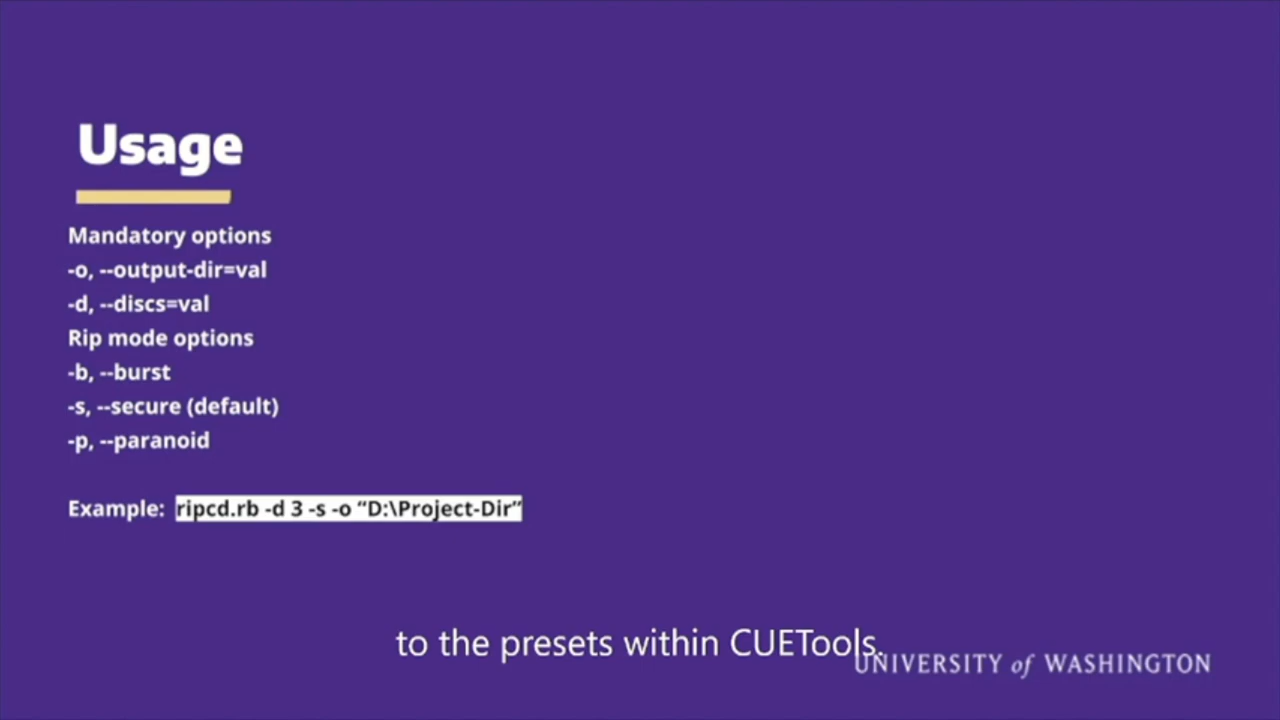 Usage
Mandatory options
-o, --output-dir=val
-d, --discs=val
Rip mode options
-b, --burst
-s, --secure (default)
-p, --paranoid
Example: ripcd.rb -d 3 -s -o “D:\Project-Dir”
to the presets within CUETools.
UNIVERSITY of WASHINGTON